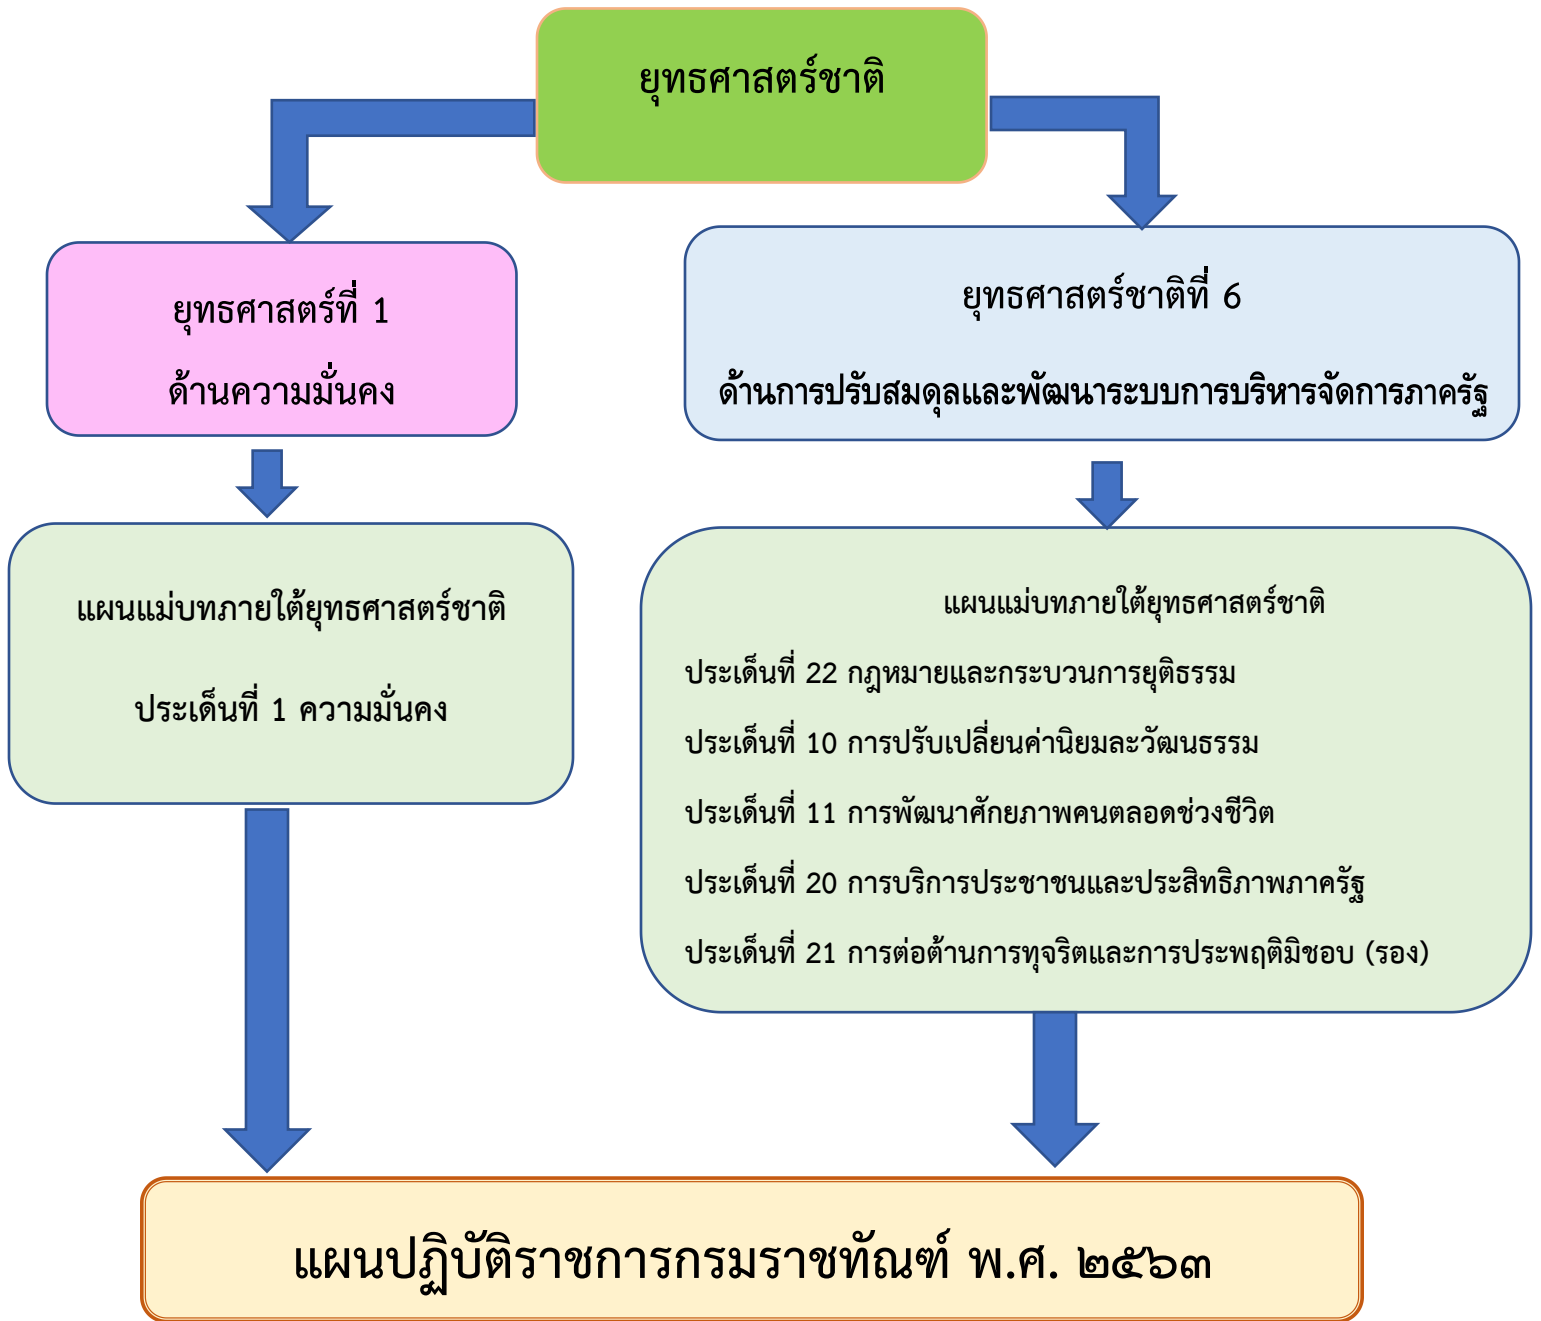 ยุทธศาสตร์ชาติ
ยุทธศาสตร์ที่ 1
ด้านความมั่นคง
ยุทธศาสตร์ชาติที่ 6
ด้านการปรับสมดุลและพัฒนาระบบการบริหารจัดการภาครัฐ
แผนแม่บทภายใต้ยุทธศาสตร์ชาติ
ประเด็นที่ 1 ความมั่นคง
แผนแม่บทภายใต้ยุทธศาสตร์ชาติ
ประเด็นที่ 22 กฎหมายและกระบวนการยุติธรรม
ประเด็นที่ 10 การปรับเปลี่ยนค่านิยมละวัฒนธรรม
ประเด็นที่ 11 การพัฒนาศักยภาพคนตลอดช่วงชีวิต
ประเด็นที่ 20 การบริการประชาชนและประสิทธิภาพภาครัฐ
ประเด็นที่ 21 การต่อต้านการทุจริตและการประพฤติมิชอบ (รอง)
แผนปฏิบัติราชการกรมราชทัณฑ์ พ.ศ. ๒๕๖๓